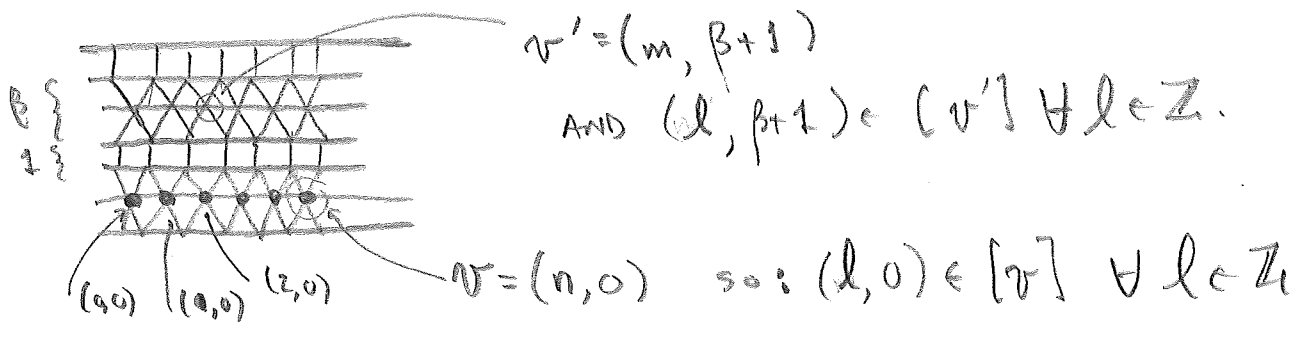 v' = (m, β+1)
β {
AND (l, β+1) ∈ [v'] ∀ l ∈ ℤ.
1 {
v = (n, 0) so: (l, 0) ∈ [v] ∀ l ∈ ℤ
(0,0) (1,0) (2,0)